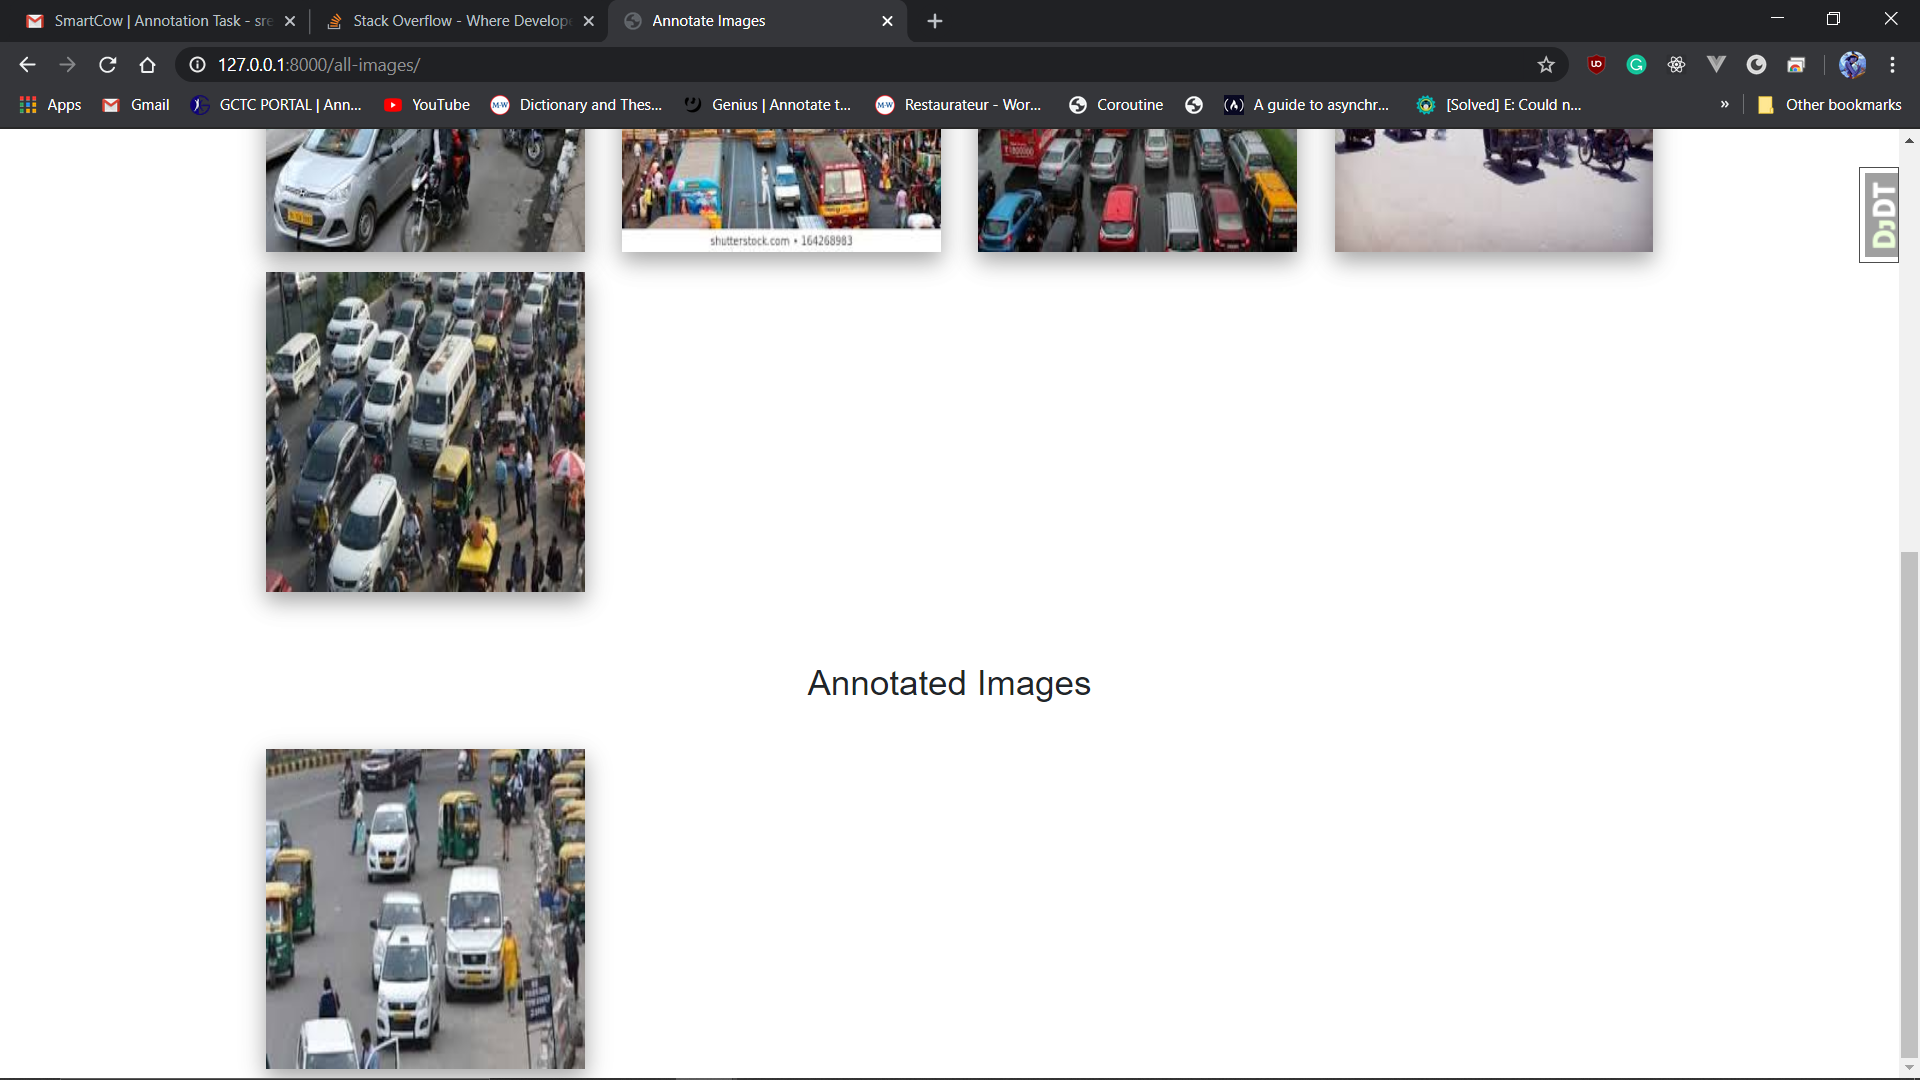 SmartCow | Annotation Task - sre
Stack Overflow - Where Develope
Annotate Images
127.0.0.1:8000/all-images/
Apps
Gmail
GCTC PORTAL | Ann...
YouTube
Dictionary and Thes...
Genius | Annotate t...
Restaurateur - Wor...
Coroutine
A guide to asynchr...
[Solved] E: Could n...
»
Other bookmarks
shutterstock.com • 164268983
DJDT
Annotated Images